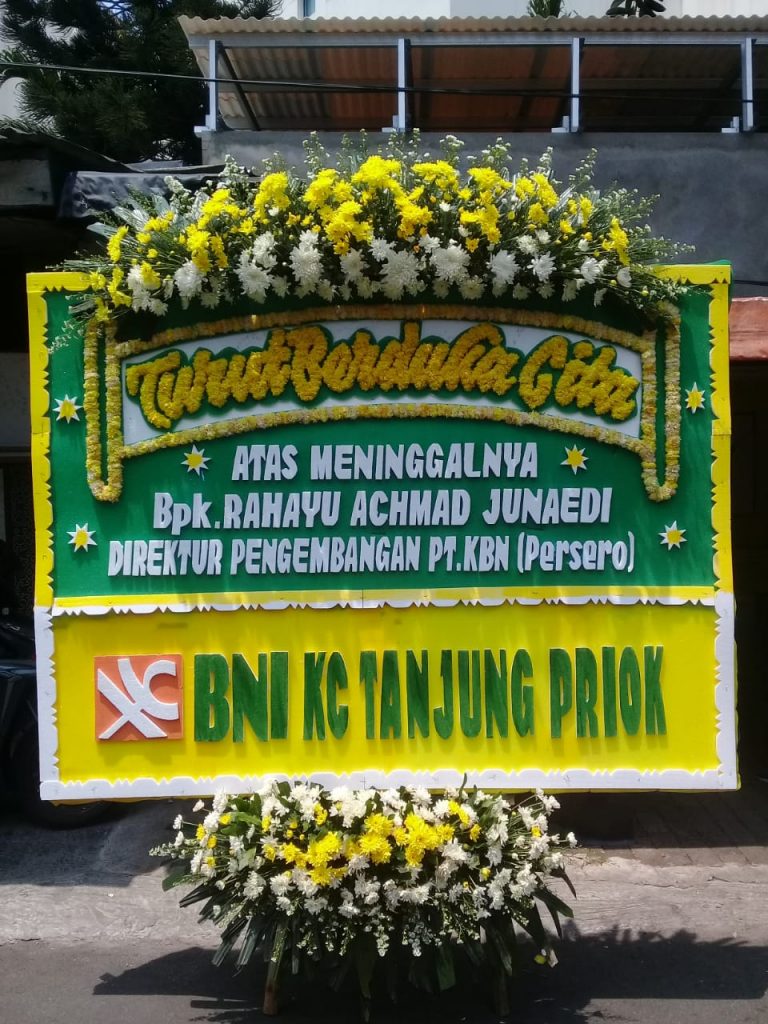 Turut Berduka Cita
ATAS MENINGGALNYA
Bpk.RAHAYU ACHMAD JUNAEDI
DIREKTUR PENGEMBANGAN PT.KBN (Persero)
BNI KC TANJUNG PRIOK